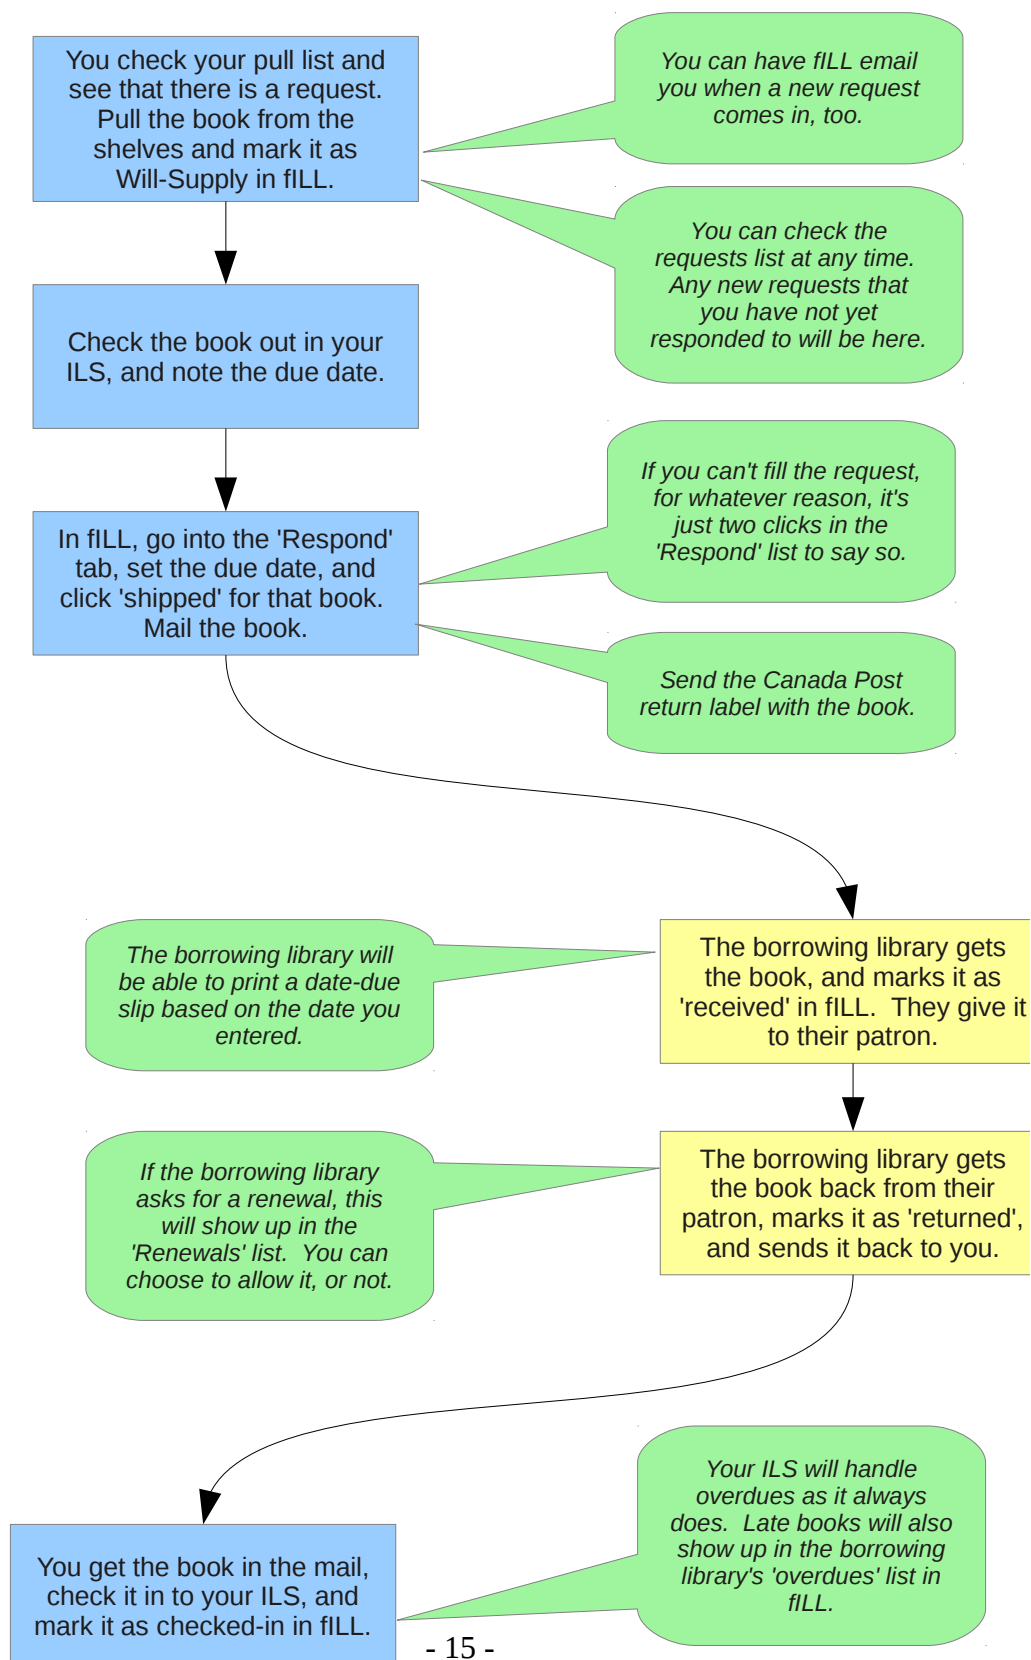 You check your pull list and
see that there is a request.
Pull the book from the
shelves and mark it as
Will-Supply in fILL.
You can have fILL email
you when a new request
comes in, too.
You can check the
requests list at any time.
Any new requests that
you have not yet
responded to will be here.
Check the book out in your
ILS, and note the due date.
In fILL, go into the 'Respond'
tab, set the due date, and
click 'shipped' for that book.
Mail the book.
If you can't fill the request,
for whatever reason, it's
just two clicks in the
'Respond' list to say so.
Send the Canada Post
return label with the book.
The borrowing library gets
the book, and marks it as
'received' in fILL.  They give it
to their patron.
The borrowing library will
be able to print a date-due
slip based on the date you
entered.
The borrowing library gets
the book back from their
patron, marks it as 'returned',
and sends it back to you.
If the borrowing library
asks for a renewal, this
will show up in the
'Renewals' list.  You can
choose to allow it, or not.
You get the book in the mail,
check it in to your ILS, and
mark it as checked-in in fILL.
Your ILS will handle
overdues as it always
does.  Late books will also
show up in the borrowing
library's 'overdues' list in
fILL.
- 15 -